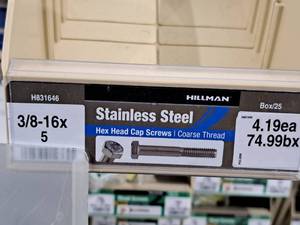 H831646
HILLMAN
Box/25
3/8-16x
5
Stainless Steel
Hex Head Cap Screws | Coarse Thread
4.19ea
74.99bx
HILLMAN